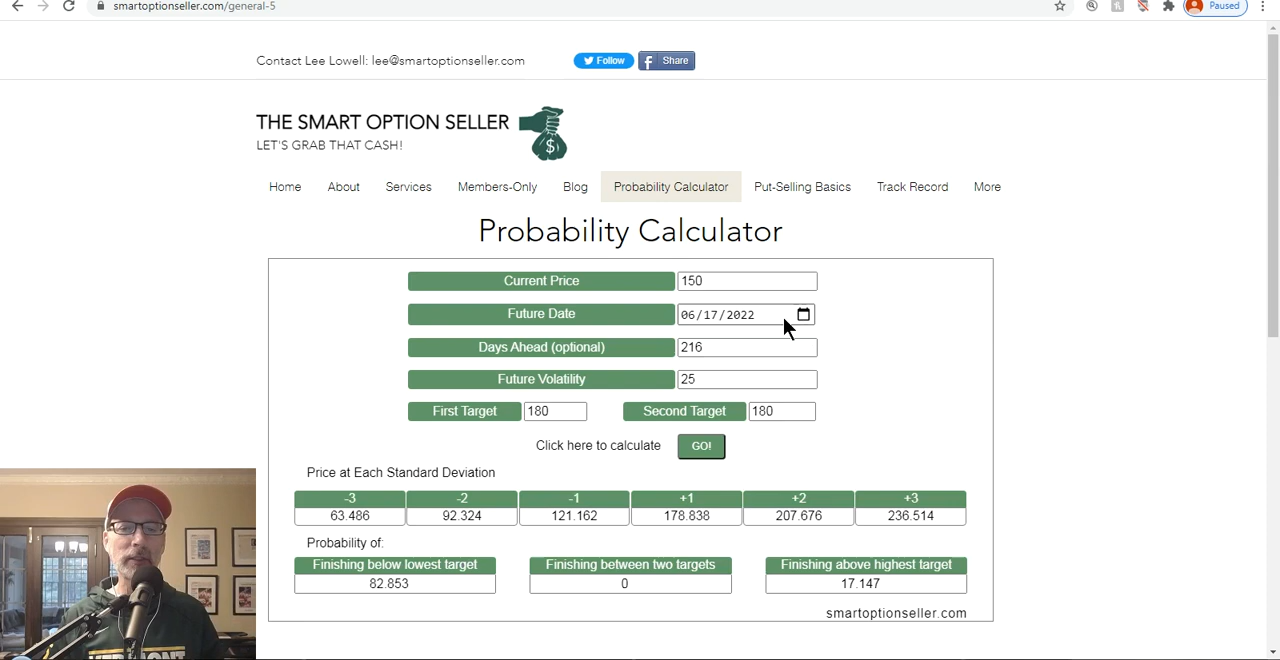 smartoptionseller.com/general-5
Paused
Contact Lee Lowell: lee@smartoptionseller.com
Follow
Share
THE SMART OPTION SELLER
LET'S GRAB THAT CASH!
$
Home About Services Members-Only Blog Probability Calculator Put-Selling Basics Track Record More
Probability Calculator
Current Price 150
Future Date 06/17/2022
Days Ahead (optional) 216
Future Volatility 25
First Target 180 Second Target 180
Click here to calculate GO!
Price at Each Standard Deviation
-3 -2 -1 +1 +2 +3
63.486 92.324 121.162 178.838 207.676 236.514
Probability of:
Finishing below lowest target Finishing between two targets Finishing above highest target
82.853 0 17.147
smartoptionseller.com